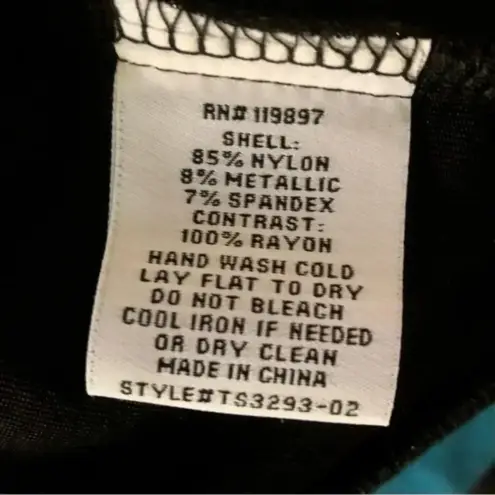 RN# 119897
SHELL:
85% NYLON
8% METALLIC
7% SPANDEX
CONTRAST:
100% RAYON
HAND WASH COLD
LAY FLAT TO DRY
DO NOT BLEACH
COOL IRON IF NEEDED
OR DRY CLEAN
MADE IN CHINA
STYLE#TS3293-02